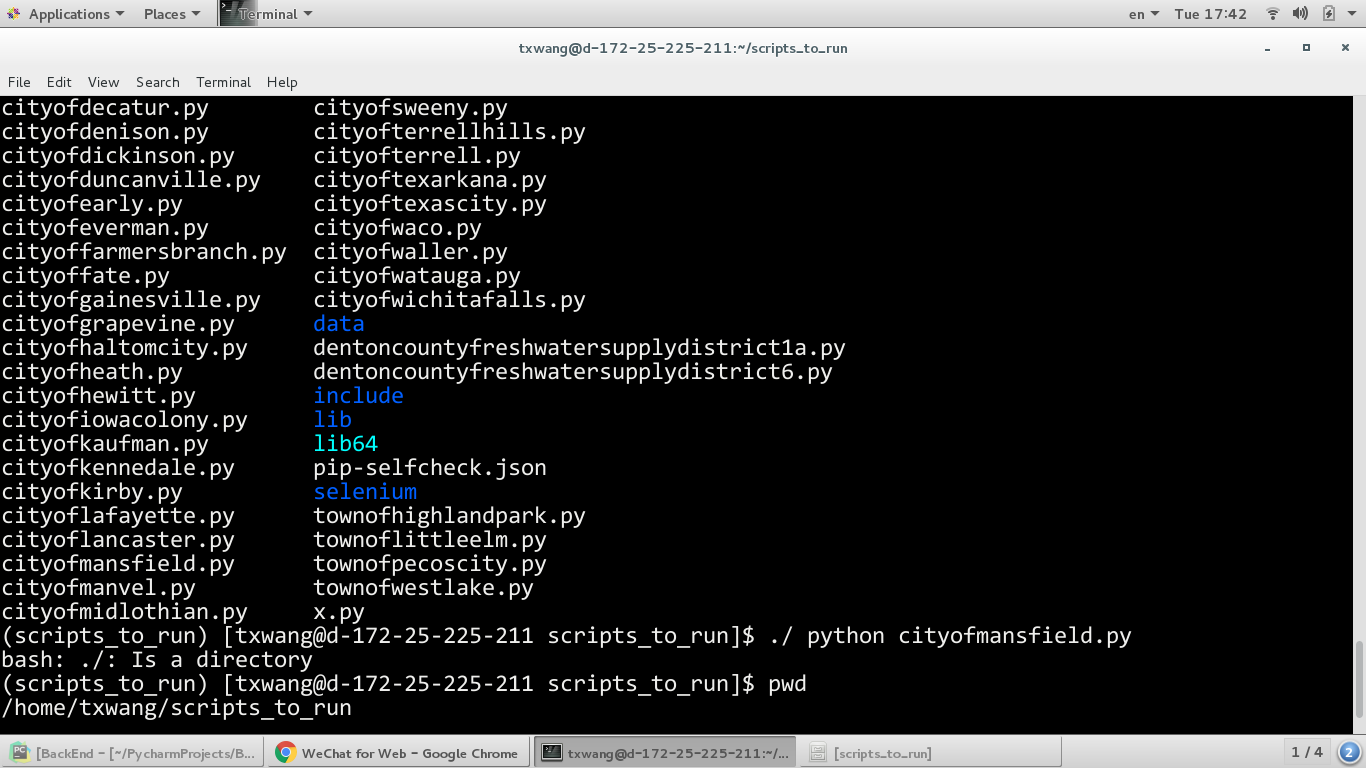 Applications Places Terminal en Tue 17:42
txwang@d-172-25-225-211:~/scripts_to_run
File Edit View Search Terminal Help
cityofdecatur.py cityofsweeny.py
cityofdenison.py cityofterrellhills.py
cityofdickinson.py cityofterrell.py
cityofduncanville.py cityoftexarkana.py
cityofearly.py cityoftexascity.py
cityofeverman.py cityofwaco.py
cityoffarmersbranch.py cityofwaller.py
cityoffate.py cityofwatauga.py
cityofgainesville.py cityofwichitafalls.py
cityofgrapevine.py data
cityofhaltomcity.py dentoncountyfreshwatersupplydistrict1a.py
cityofheath.py dentoncountyfreshwatersupplydistrict6.py
cityofhewitt.py include
cityofiowacolony.py lib
cityofkaufman.py lib64
cityofkennedale.py pip-selfcheck.json
cityofkirby.py selenium
cityoflafayette.py townofhighlandpark.py
cityoflancaster.py townoflittleelm.py
cityofmansfield.py townofpecoscity.py
cityofmanvel.py townofwestlake.py
cityofmidlothian.py x.py
(scripts_to_run) [txwang@d-172-25-225-211 scripts_to_run]$ ./ python cityofmansfield.py
bash: ./: Is a directory
(scripts_to_run) [txwang@d-172-25-225-211 scripts_to_run]$ pwd
/home/txwang/scripts_to_run
[BackEnd - [~/PycharmProjects/B... WeChat for Web - Google Chrome txwang@d-172-25-225-211:~/... [scripts_to_run] 1 / 4 2